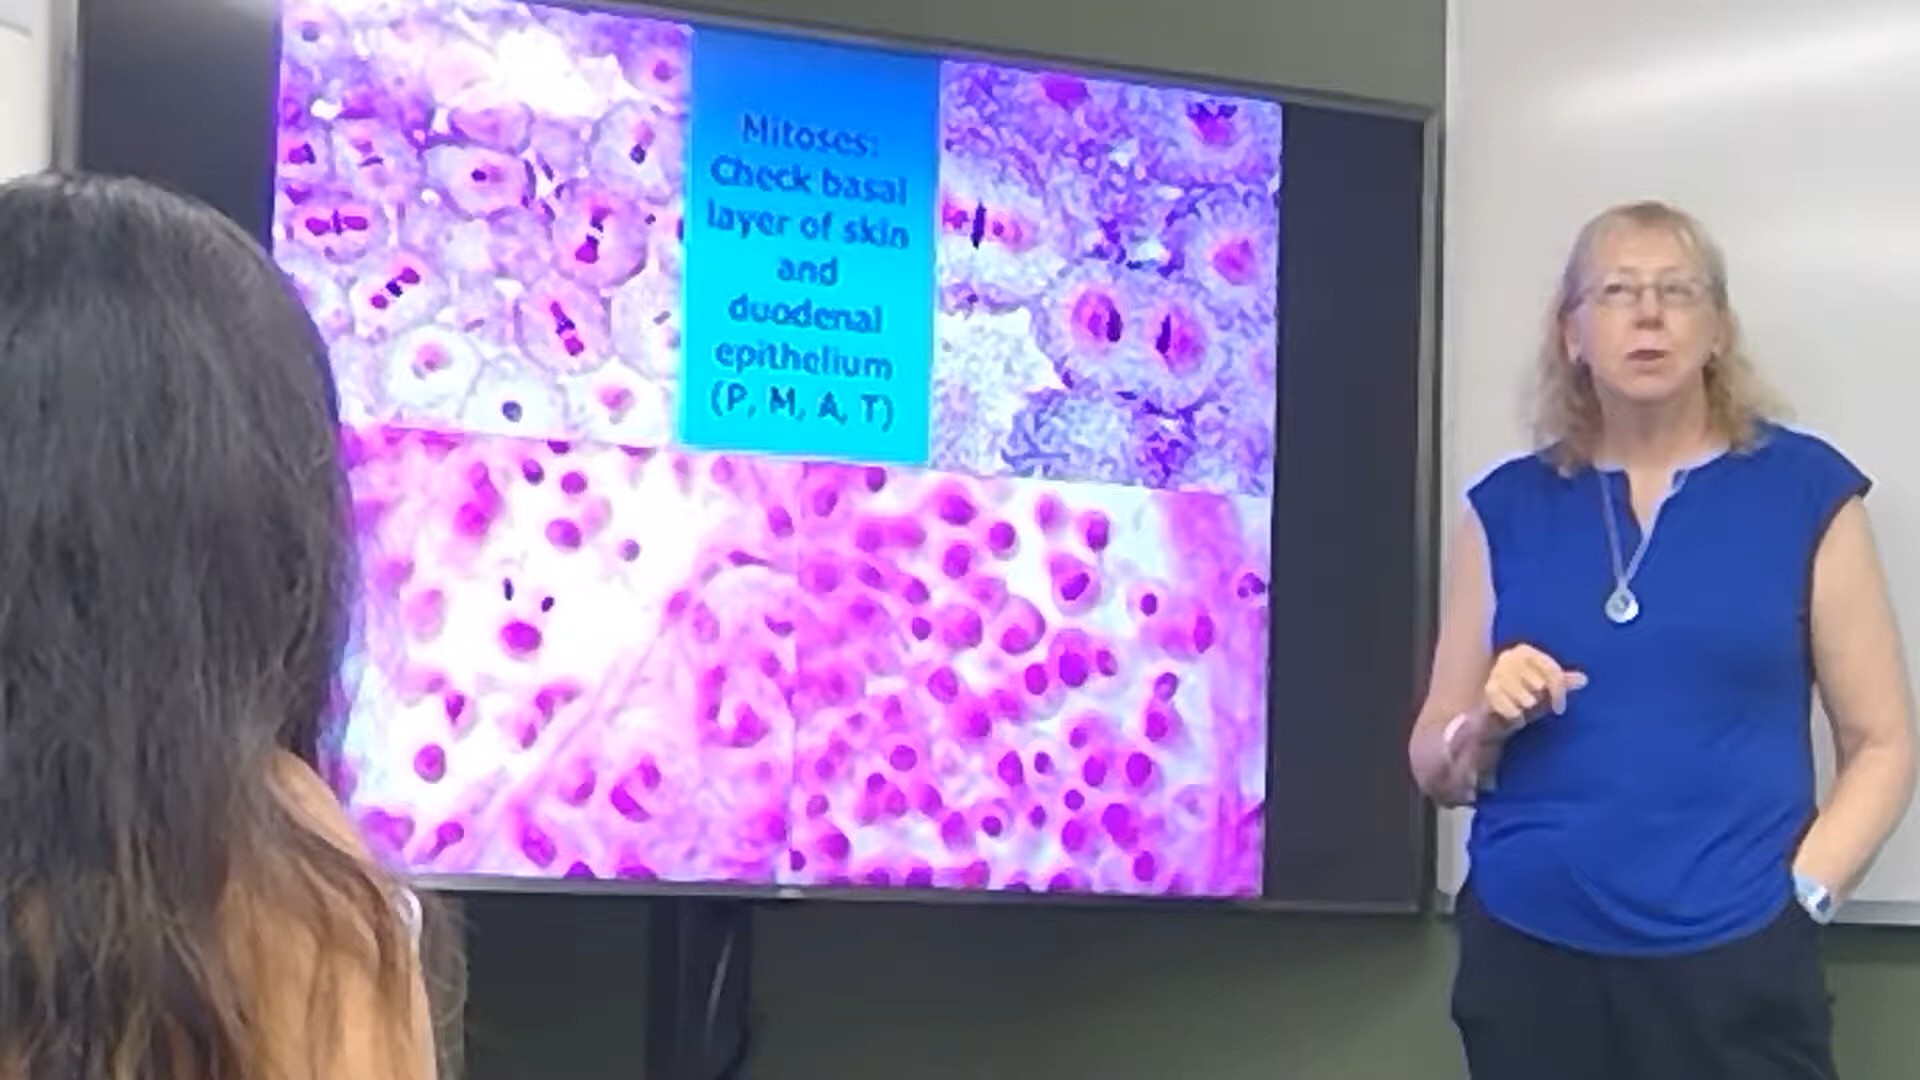 Mitoses:
Check basal
layer of skin
and
duodenal
epithelium
(P, M, A, T)